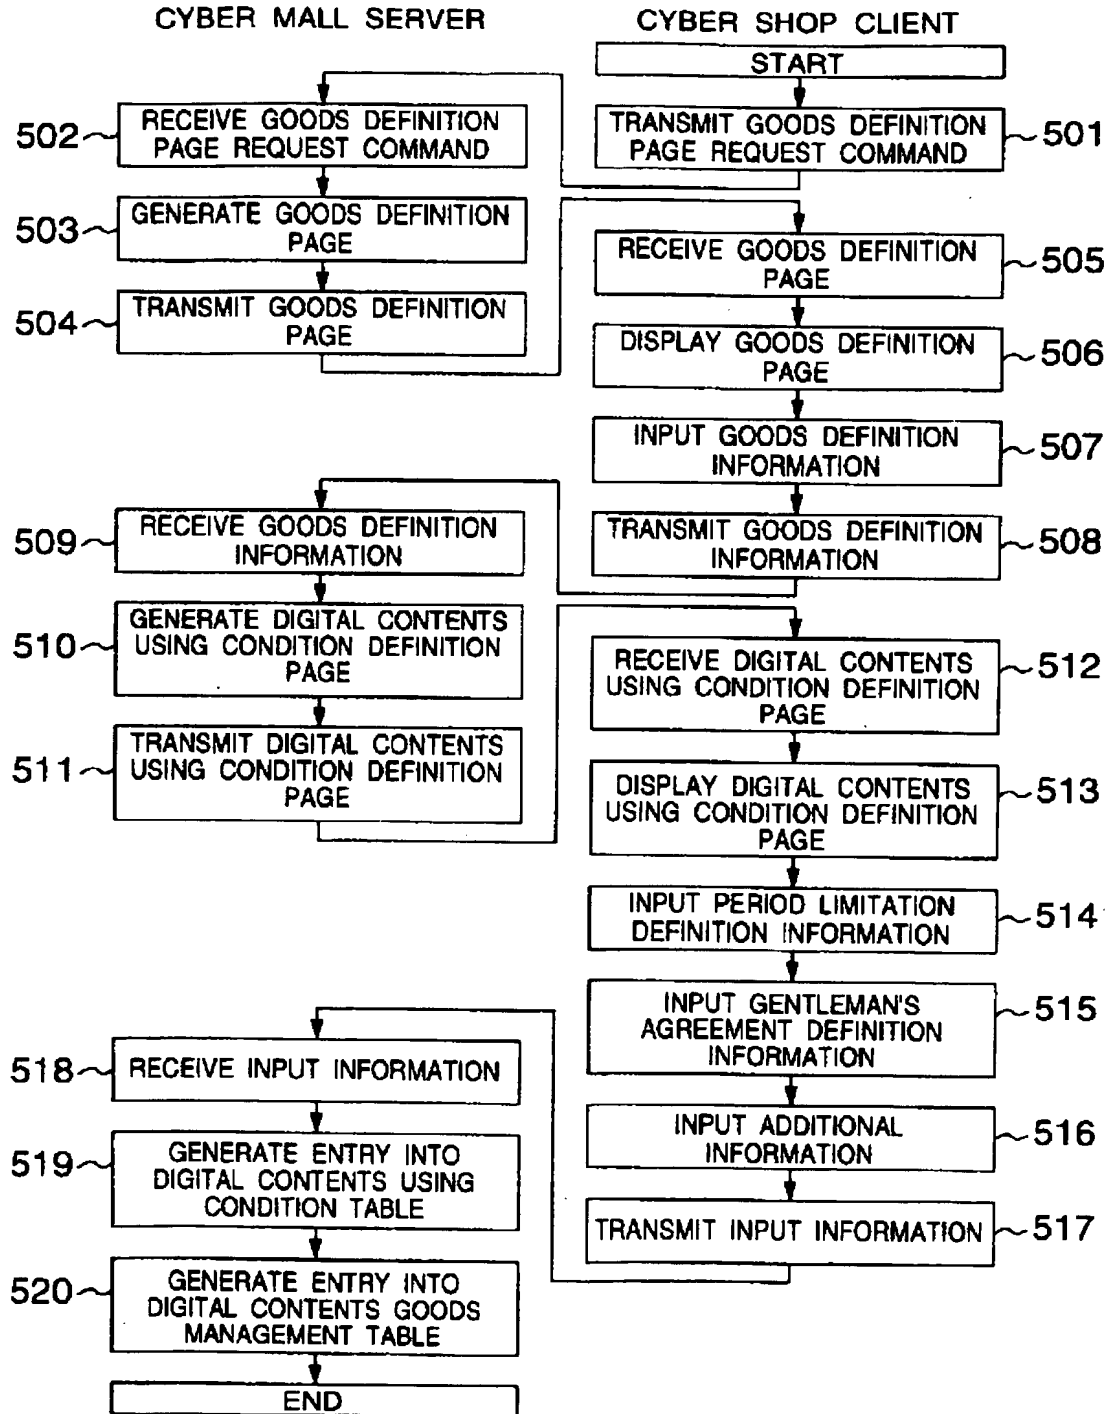 CYBER MALL SERVER
CYBER SHOP CLIENT
START
501
TRANSMIT GOODS DEFINITION
PAGE REQUEST COMMAND
502
RECEIVE GOODS DEFINITION
PAGE REQUEST COMMAND
503
GENERATE GOODS DEFINITION
PAGE
504
TRANSMIT GOODS DEFINITION
PAGE
505
RECEIVE GOODS DEFINITION
PAGE
506
DISPLAY GOODS DEFINITION
PAGE
507
INPUT GOODS DEFINITION
INFORMATION
508
TRANSMIT GOODS DEFINITION
INFORMATION
509
RECEIVE GOODS DEFINITION
INFORMATION
510
GENERATE DIGITAL CONTENTS
USING CONDITION DEFINITION
PAGE
511
TRANSMIT DIGITAL CONTENTS
USING CONDITION DEFINITION
PAGE
512
RECEIVE DIGITAL CONTENTS
USING CONDITION DEFINITION
PAGE
513
DISPLAY DIGITAL CONTENTS
USING CONDITION DEFINITION
PAGE
514
INPUT PERIOD LIMITATION
DEFINITION INFORMATION
515
INPUT GENTLEMAN'S
AGREEMENT DEFINITION
INFORMATION
516
INPUT ADDITIONAL
INFORMATION
517
TRANSMIT INPUT INFORMATION
518
RECEIVE INPUT INFORMATION
519
GENERATE ENTRY INTO
DIGITAL CONTENTS USING
CONDITION TABLE
520
GENERATE ENTRY INTO
DIGITAL CONTENTS GOODS
MANAGEMENT TABLE
END